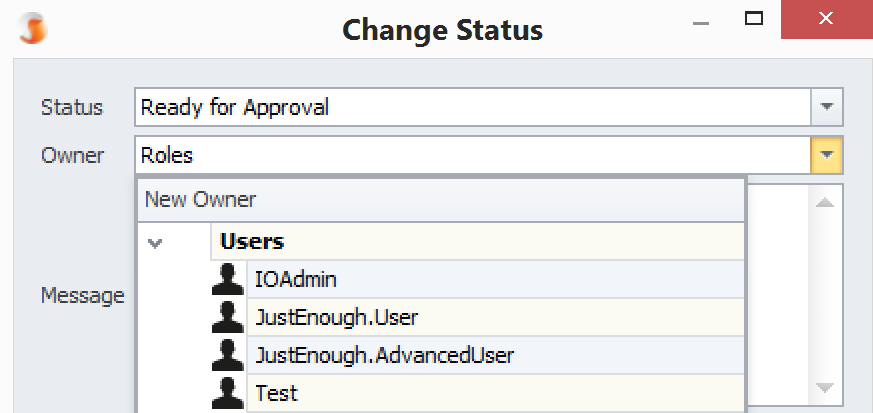 Change Status
Status Ready for Approval
Owner Roles
New Owner
Users
IOAdmin
Message
JustEnough.User
JustEnough.AdvancedUser
Test